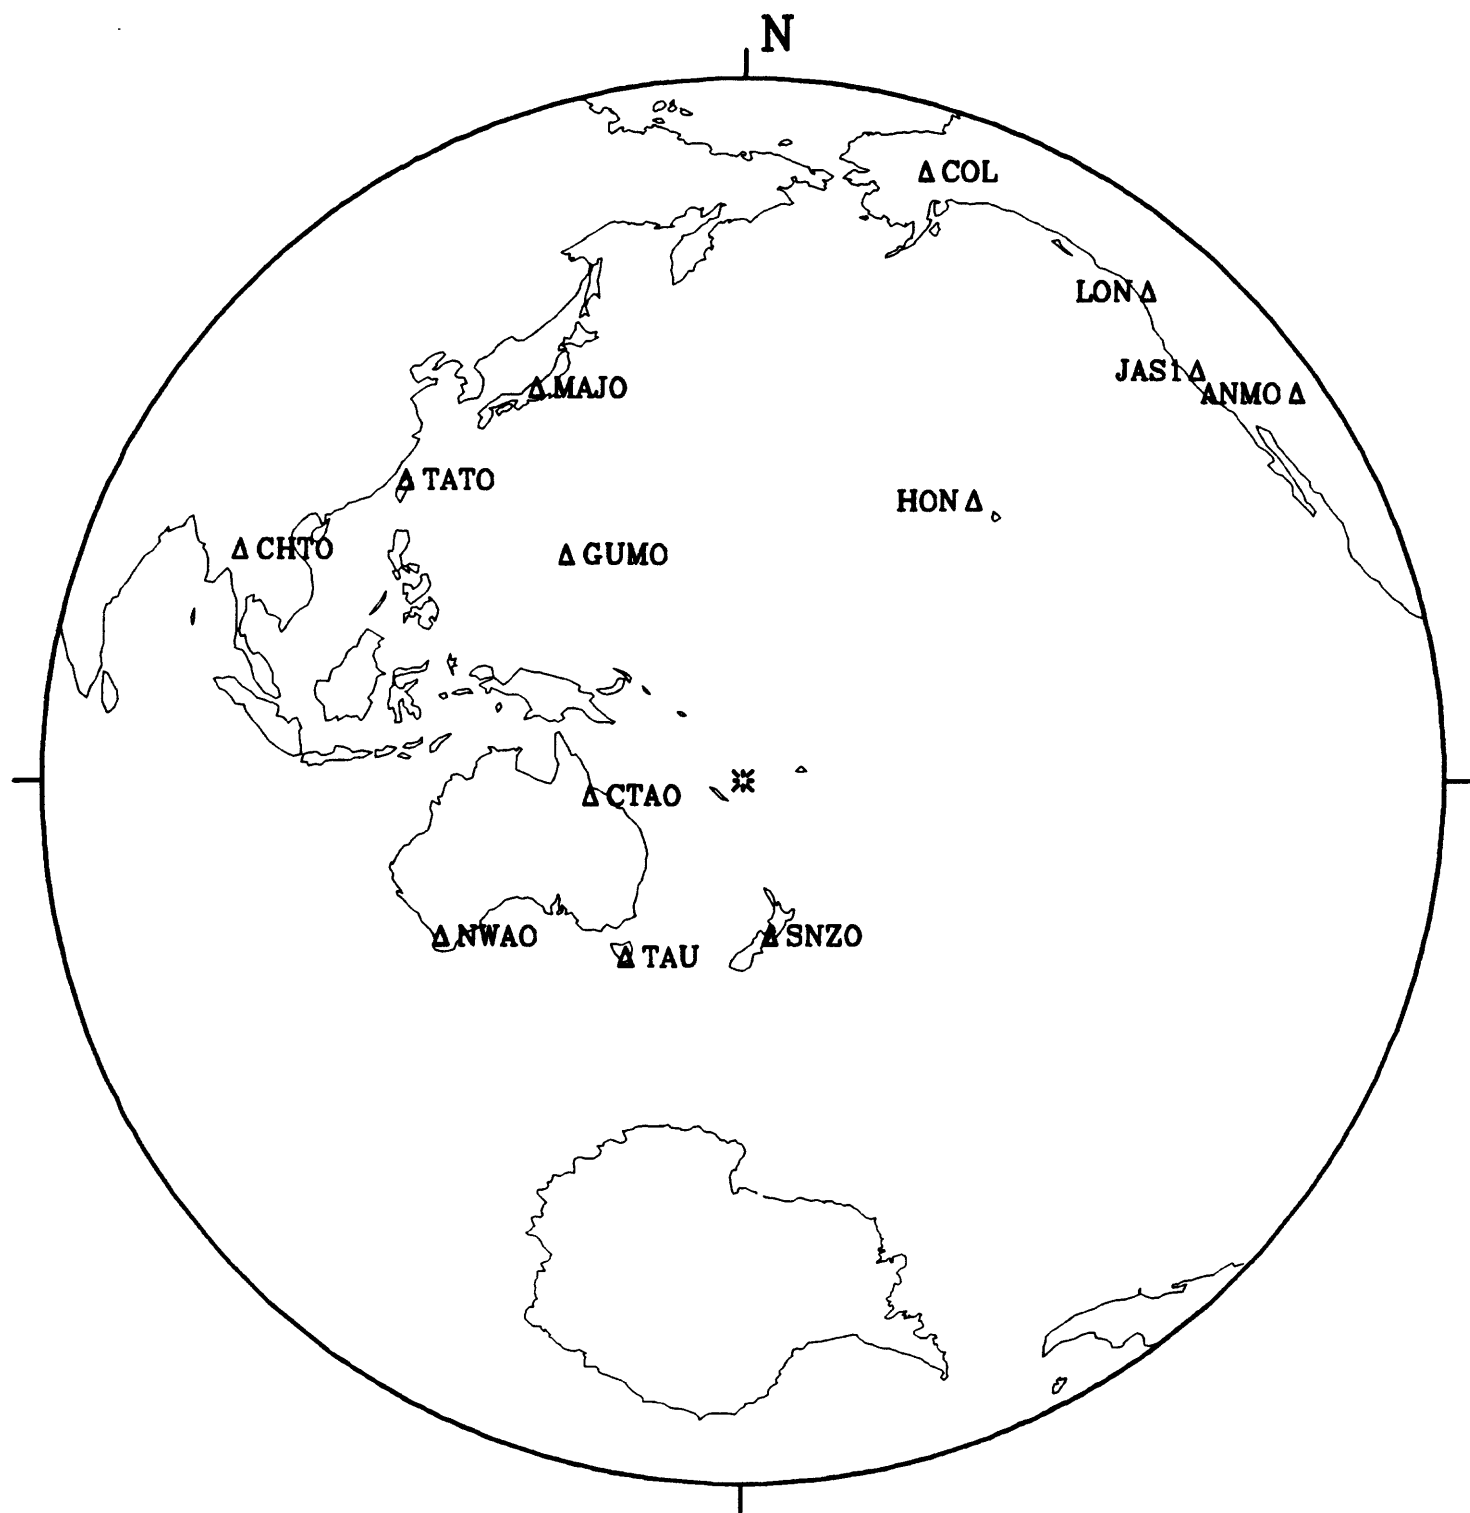 N
COL
LON
JAS1
ANMO
MAJO
TATO
HON
CHTO
GUMO
CTAO
NWAO
TAU
SNZO